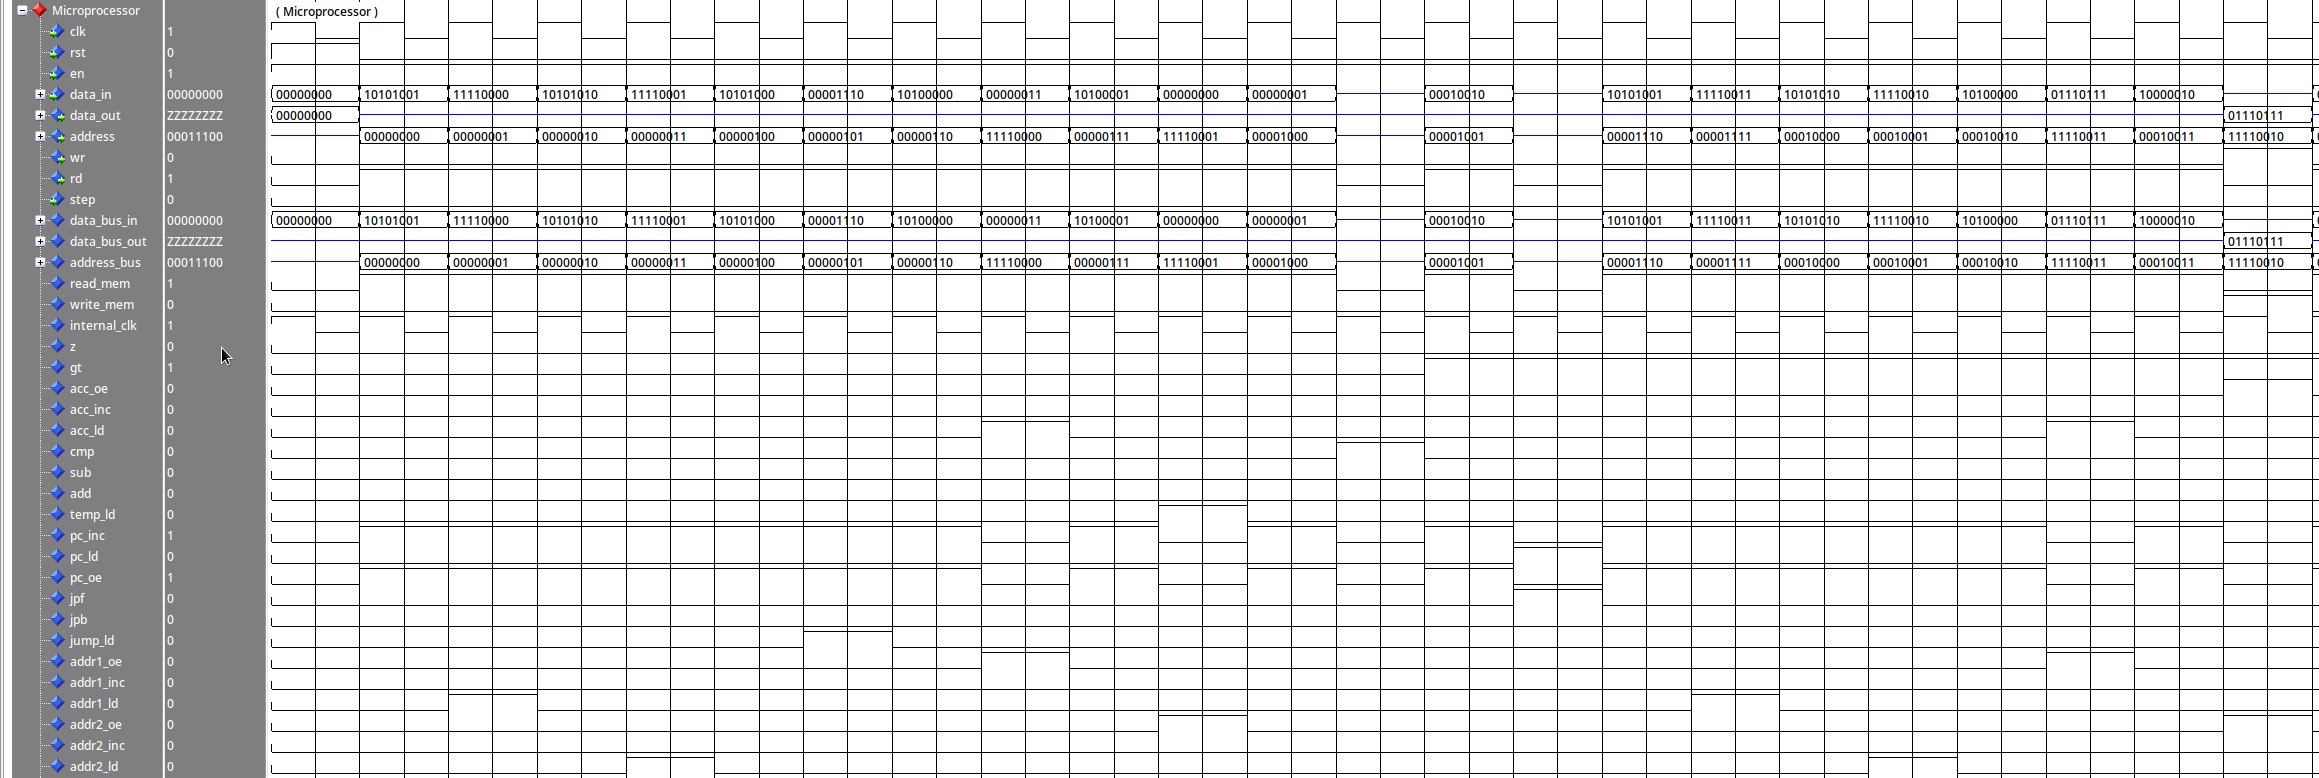 Microprocessor ( Microprocessor )
clk 1
rst 0
en 1
data_in 00000000 00000000 10101001 11110000 10101010 11110001 10101000 00001110 10100000 00000011 10100001 00000000 00000001 00010010 10101001 11110011 10101010 11110010 10100000 01110111 10000010
data_out ZZZZZZZZ 00000000 01110111
address 00011100 00000000 00000001 00000010 00000011 00000100 00000101 00000110 11110000 00000111 11110001 00001000 00001001 00001110 00001111 00010000 00010001 00010010 11110011 00010011 11110010
wr 0
rd 1
step 0
data_bus_in 00000000 00000000 10101001 11110000 10101010 11110001 10101000 00001110 10100000 00000011 10100001 00000000 00000001 00010010 10101001 11110011 10101010 11110010 10100000 01110111 10000010
data_bus_out ZZZZZZZZ 01110111
address_bus 00011100 00000000 00000001 00000010 00000011 00000100 00000101 00000110 11110000 00000111 11110001 00001000 00001001 00001110 00001111 00010000 00010001 00010010 11110011 00010011 11110010
read_mem 1
write_mem 0
internal_clk 1
z 0
gt 1
acc_oe 0
acc_inc 0
acc_ld 0
cmp 0
sub 0
add 0
temp_ld 0
pc_inc 1
pc_ld 0
pc_oe 1
jpf 0
jpb 0
jump_ld 0
addr1_oe 0
addr1_inc 0
addr1_ld 0
addr2_oe 0
addr2_inc 0
addr2_ld 0